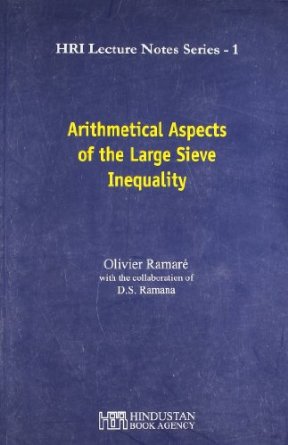 HRI Lecture Notes Series - 1
Arithmetical Aspects
of the Large Sieve
Inequality
Olivier Ramaré
with the collaboration of
D.S. Ramana
HINDUSTAN
BOOK AGENCY